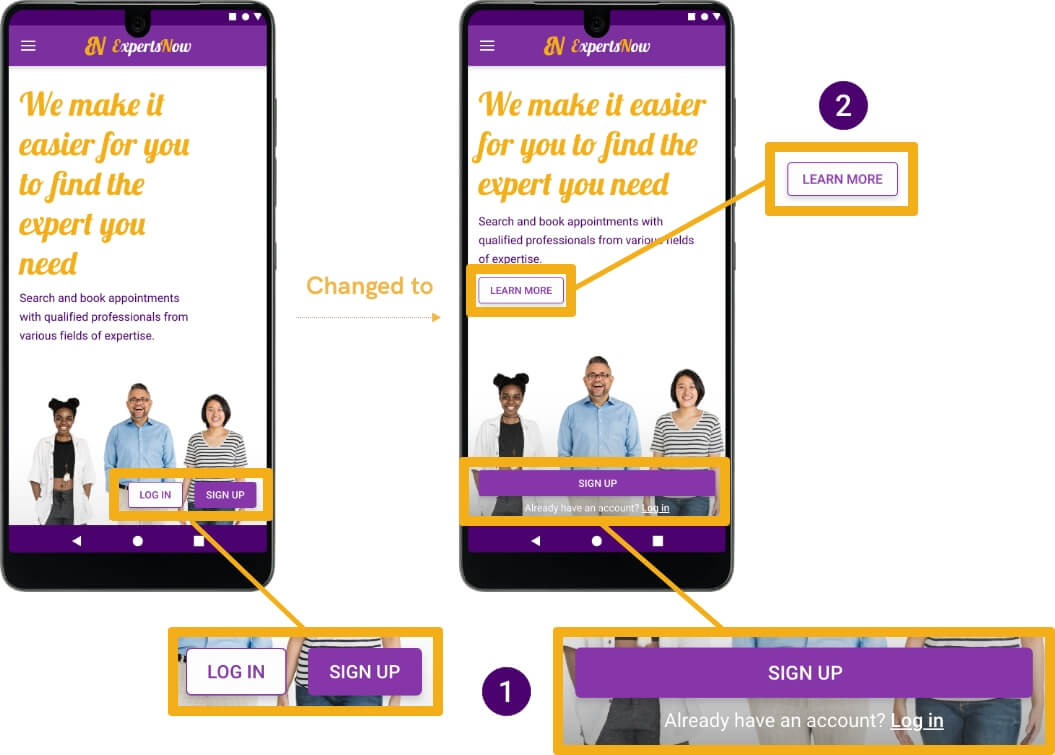 EN ExpertsNow
We make it
easier for you
to find the
expert you
need
Search and book appointments
with qualified professionals from
various fields of expertise.
LOG IN
SIGN UP
LOG IN
SIGN UP
Changed to
EN ExpertsNow
We make it easier
for you to find the
expert you need
Search and book appointments with
qualified professionals from various fields
of expertise.
LEARN MORE
SIGN UP
Already have an account? Log in
2
LEARN MORE
1
SIGN UP
Already have an account? Log in